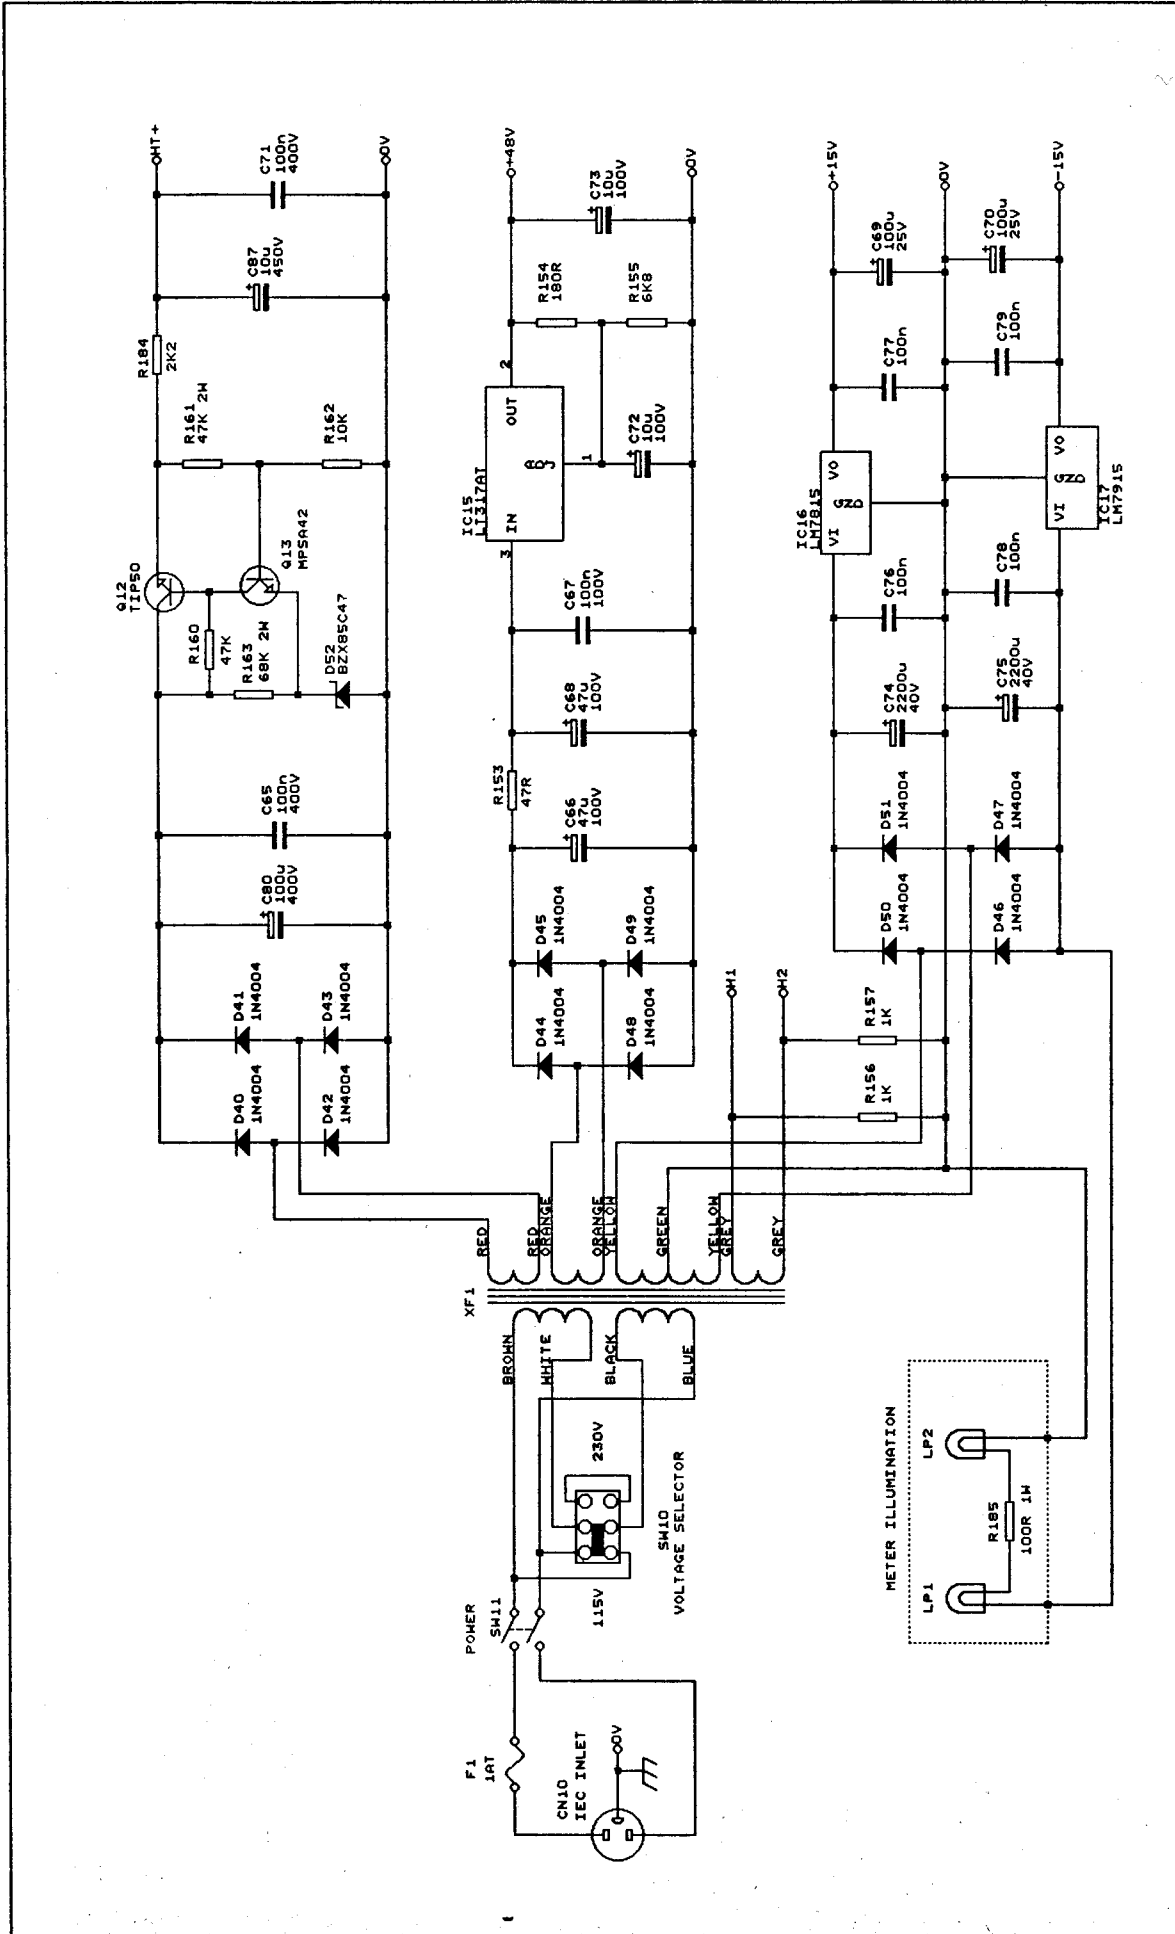 HT+
C71
100n
400V
0V
C87
10u
450V
R184
2K2
R161
47K 2W
R162
10K
Q12
TIP50
Q13
MPSA42
R160
47K
R163
68K 2W
D52
BZX85C47
C65
100n
400V
C80
100u
400V
D41
1N4004
D43
1N4004
D40
1N4004
D42
1N4004
+48V
C73
10u
100V
0V
R154
180R
R155
6K8
2
OUT
ADJ
IN
1
3
IC15
LT317AT
C72
10u
100V
C67
100n
100V
C68
47u
100V
R153
47R
C66
47u
100V
D45
1N4004
D49
1N4004
D44
1N4004
D48
1N4004
+15V
0V
-15V
C69
100u
25V
C70
100u
25V
C77
100n
C79
100n
IC16
LM7815
VI
GND
VO
IC17
LM7915
VI
GND
VO
C76
100n
C78
100n
C74
2200u
40V
C75
2200u
40V
D51
1N4004
D47
1N4004
D50
1N4004
D46
1N4004
H1
H2
R157
1K
R156
1K
XF1
RED
RED
ORANGE
ORANGE
YELLOW
GREEN
YELLOW
GREY
GREY
BROWN
WHITE
BLACK
BLUE
230V
115V
SW10
VOLTAGE SELECTOR
POWER
SW11
F1
1AT
CN10
IEC INLET
0V
METER ILLUMINATION
LP2
LP1
R185
100R 1W